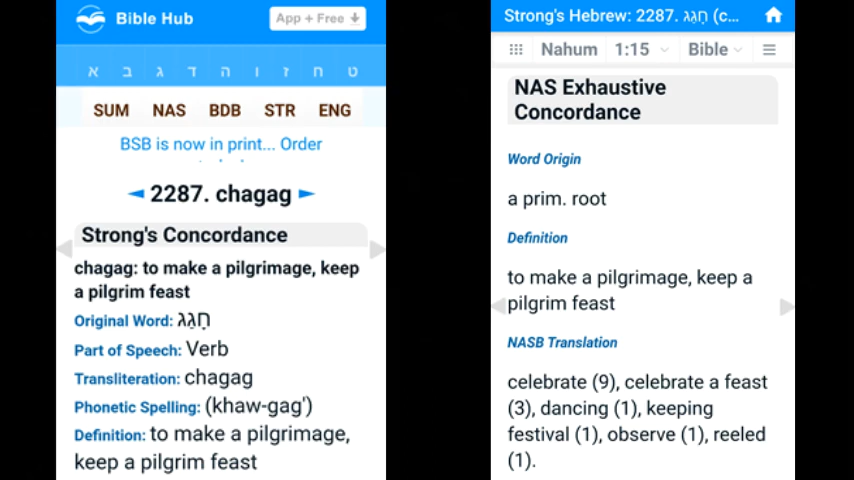 Bible Hub
App + Free
א ב ג ד ה ו ז ח ט
SUM NAS BDB STR ENG
BSB is now in print... Order
2287. chagag
Strong's Concordance
chagag: to make a pilgrimage, keep
a pilgrim feast
Original Word: חָגַג
Part of Speech: Verb
Transliteration: chagag
Phonetic Spelling: (khaw-gag')
Definition: to make a pilgrimage,
keep a pilgrim feast
Strong's Hebrew: 2287. חָגַג (c...
Nahum 1:15 Bible
NAS Exhaustive
Concordance
Word Origin
a prim. root
Definition
to make a pilgrimage, keep a
pilgrim feast
NASB Translation
celebrate (9), celebrate a feast
(3), dancing (1), keeping
festival (1), observe (1), reeled
(1).